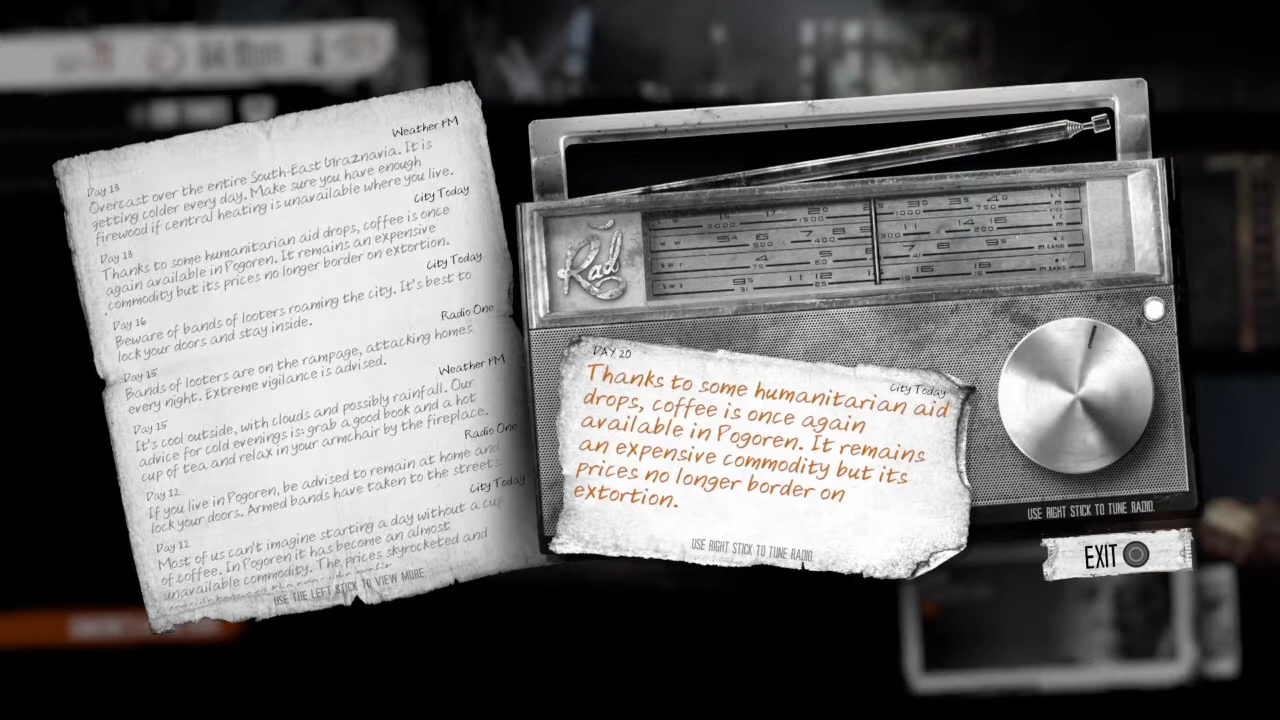 Weather FM
Day 18
Overcast over the entire South-East Graznavia. It is
getting colder every day. Make sure you have enough
firewood if central heating is unavailable where you live.
City Today
Day 18
Thanks to some humanitarian aid drops, coffee is once
again available in Pogoren. It remains an expensive
commodity but its prices no longer border on extortion.
City Today
Day 16
Beware of bands of looters roaming the city. It's best to
lock your doors and stay inside.
Radio One
Day 15
Bands of looters are on the rampage, attacking homes
every night. Extreme vigilance is advised.
Weather FM
Day 15
It's cool outside, with clouds and possibly rainfall. Our
advice for cold evenings is: grab a good book and a hot
cup of tea and relax in your armchair by the fireplace.
Radio One
Day 12
If you live in Pogoren, be advised to remain at home and
lock your doors. Armed bands have taken to the streets.
City Today
Day 12
Most of us can't imagine starting a day without a cup
of coffee. In Pogoren it has become an almost
unavailable commodity. The prices skyrocketed and
USE THE LEFT STICK TO VIEW MORE
Rad
DAY 20
City Today
Thanks to some humanitarian aid
drops, coffee is once again
available in Pogoren. It remains
an expensive commodity but its
prices no longer border on
extortion.
USE RIGHT STICK TO TUNE RADIO
USE RIGHT STICK TO TUNE RADIO.
EXIT